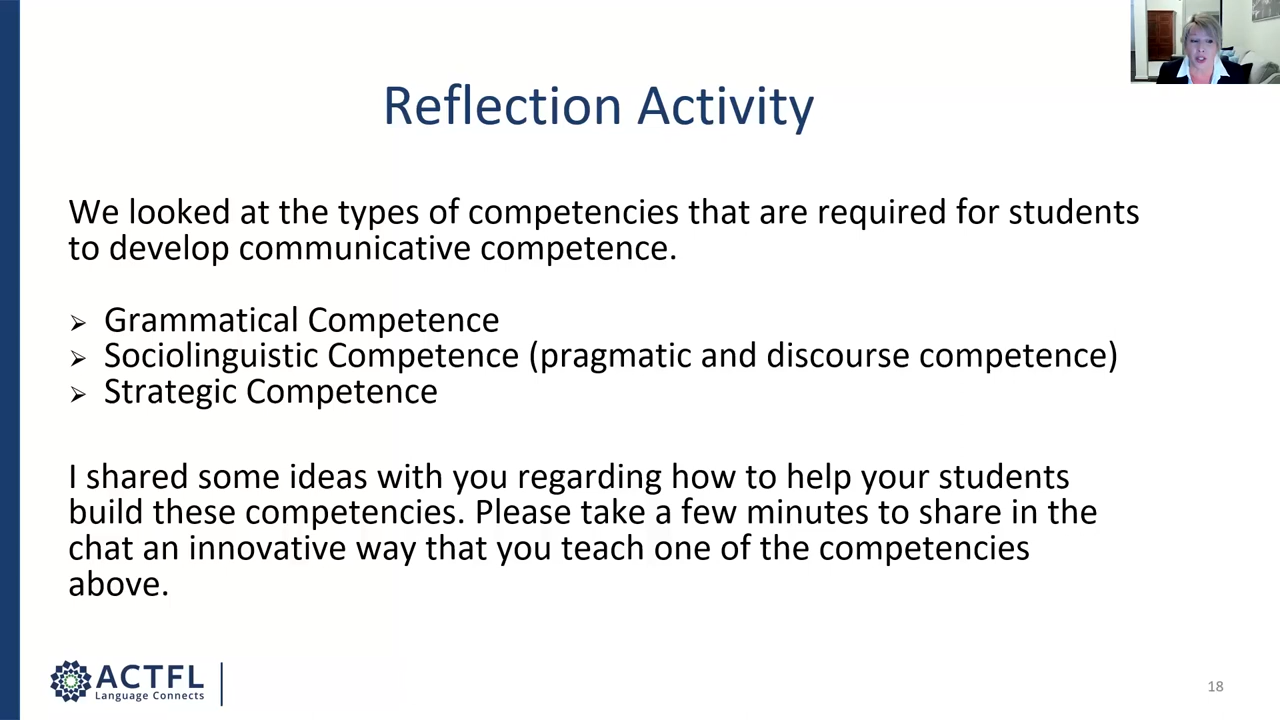 Reflection Activity
We looked at the types of competencies that are required for students
to develop communicative competence.
➢ Grammatical Competence
➢ Sociolinguistic Competence (pragmatic and discourse competence)
➢ Strategic Competence
I shared some ideas with you regarding how to help your students
build these competencies. Please take a few minutes to share in the
chat an innovative way that you teach one of the competencies
above.
ACTFL
Language Connects
18